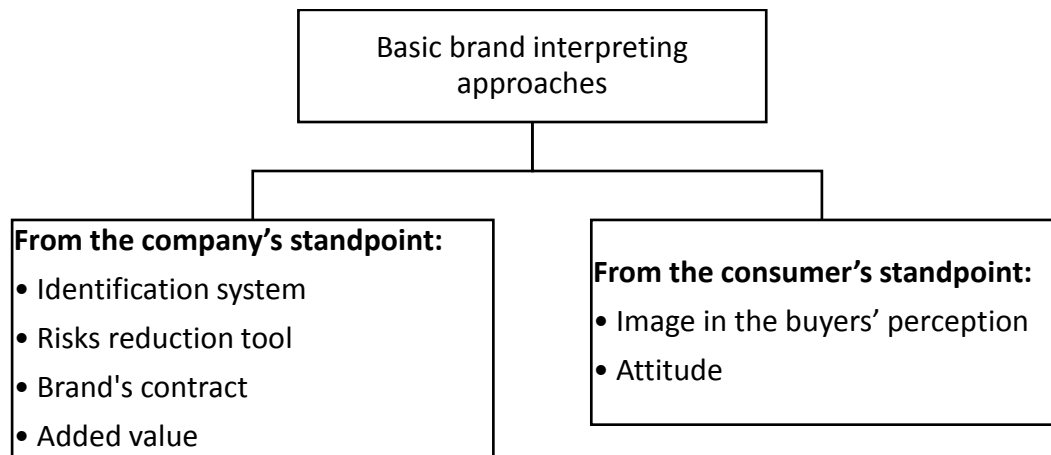 Basic brand interpreting
approaches
From the company’s standpoint:
• Identification system
• Risks reduction tool
• Brand's contract
• Added value
From the consumer’s standpoint:
• Image in the buyers’ perception
• Attitude